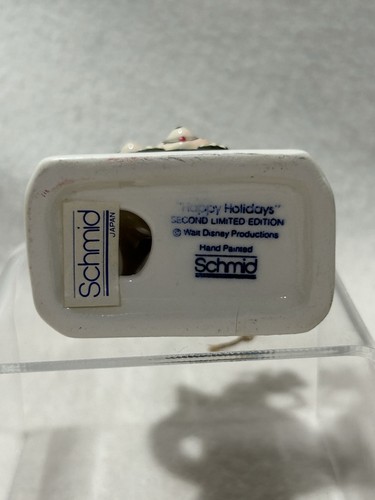 Schmid
JAPAN
"Happy Holidays"
SECOND LIMITED EDITION
© Walt Disney Productions
Hand Painted
Schmid